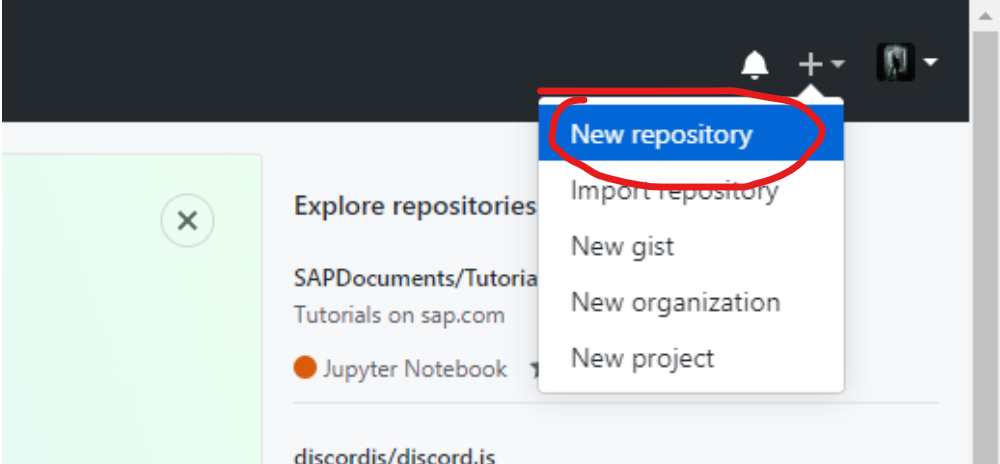 New repository
Import repository
New gist
New organization
New project
Explore repositories
SAPDocuments/Tutoria
Tutorials on sap.com
Jupyter Notebook
discordjs/discord.js